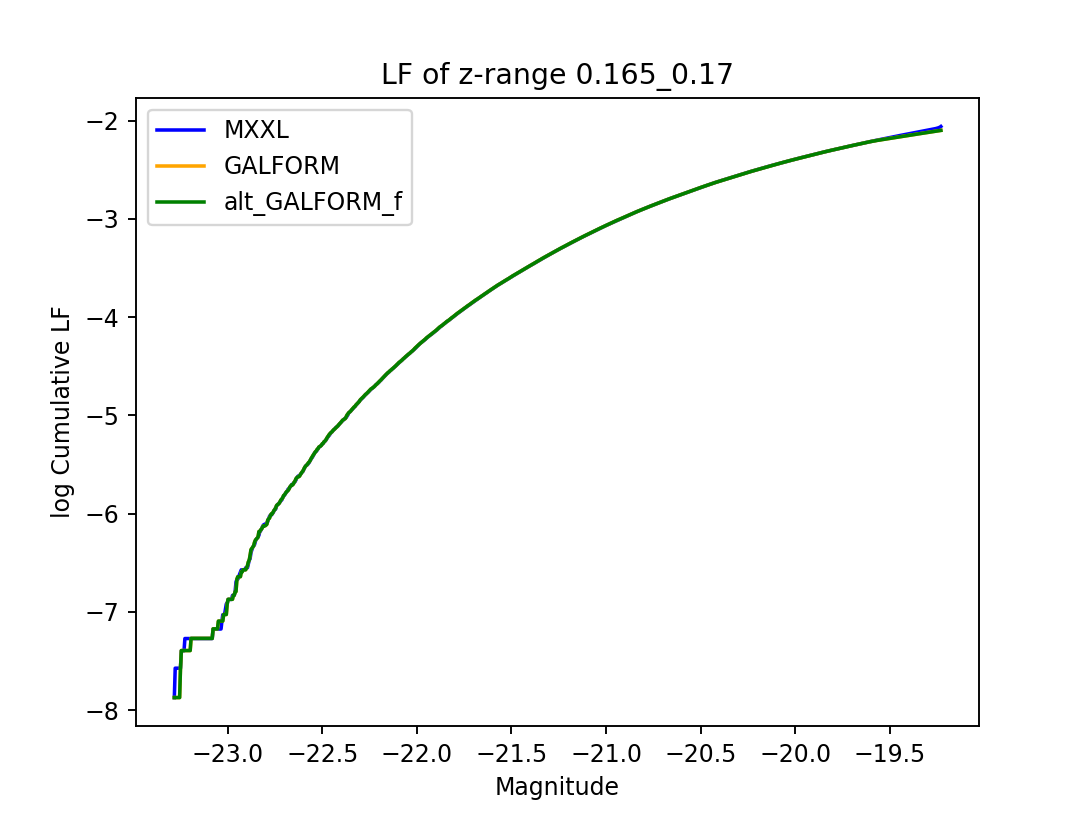 LF of z-range 0.165_0.17
MXXL
GALFORM
alt_GALFORM_f
−2
−3
−4
−5
−6
−7
−8
log Cumulative LF
−23.0 −22.5 −22.0 −21.5 −21.0 −20.5 −20.0 −19.5
Magnitude